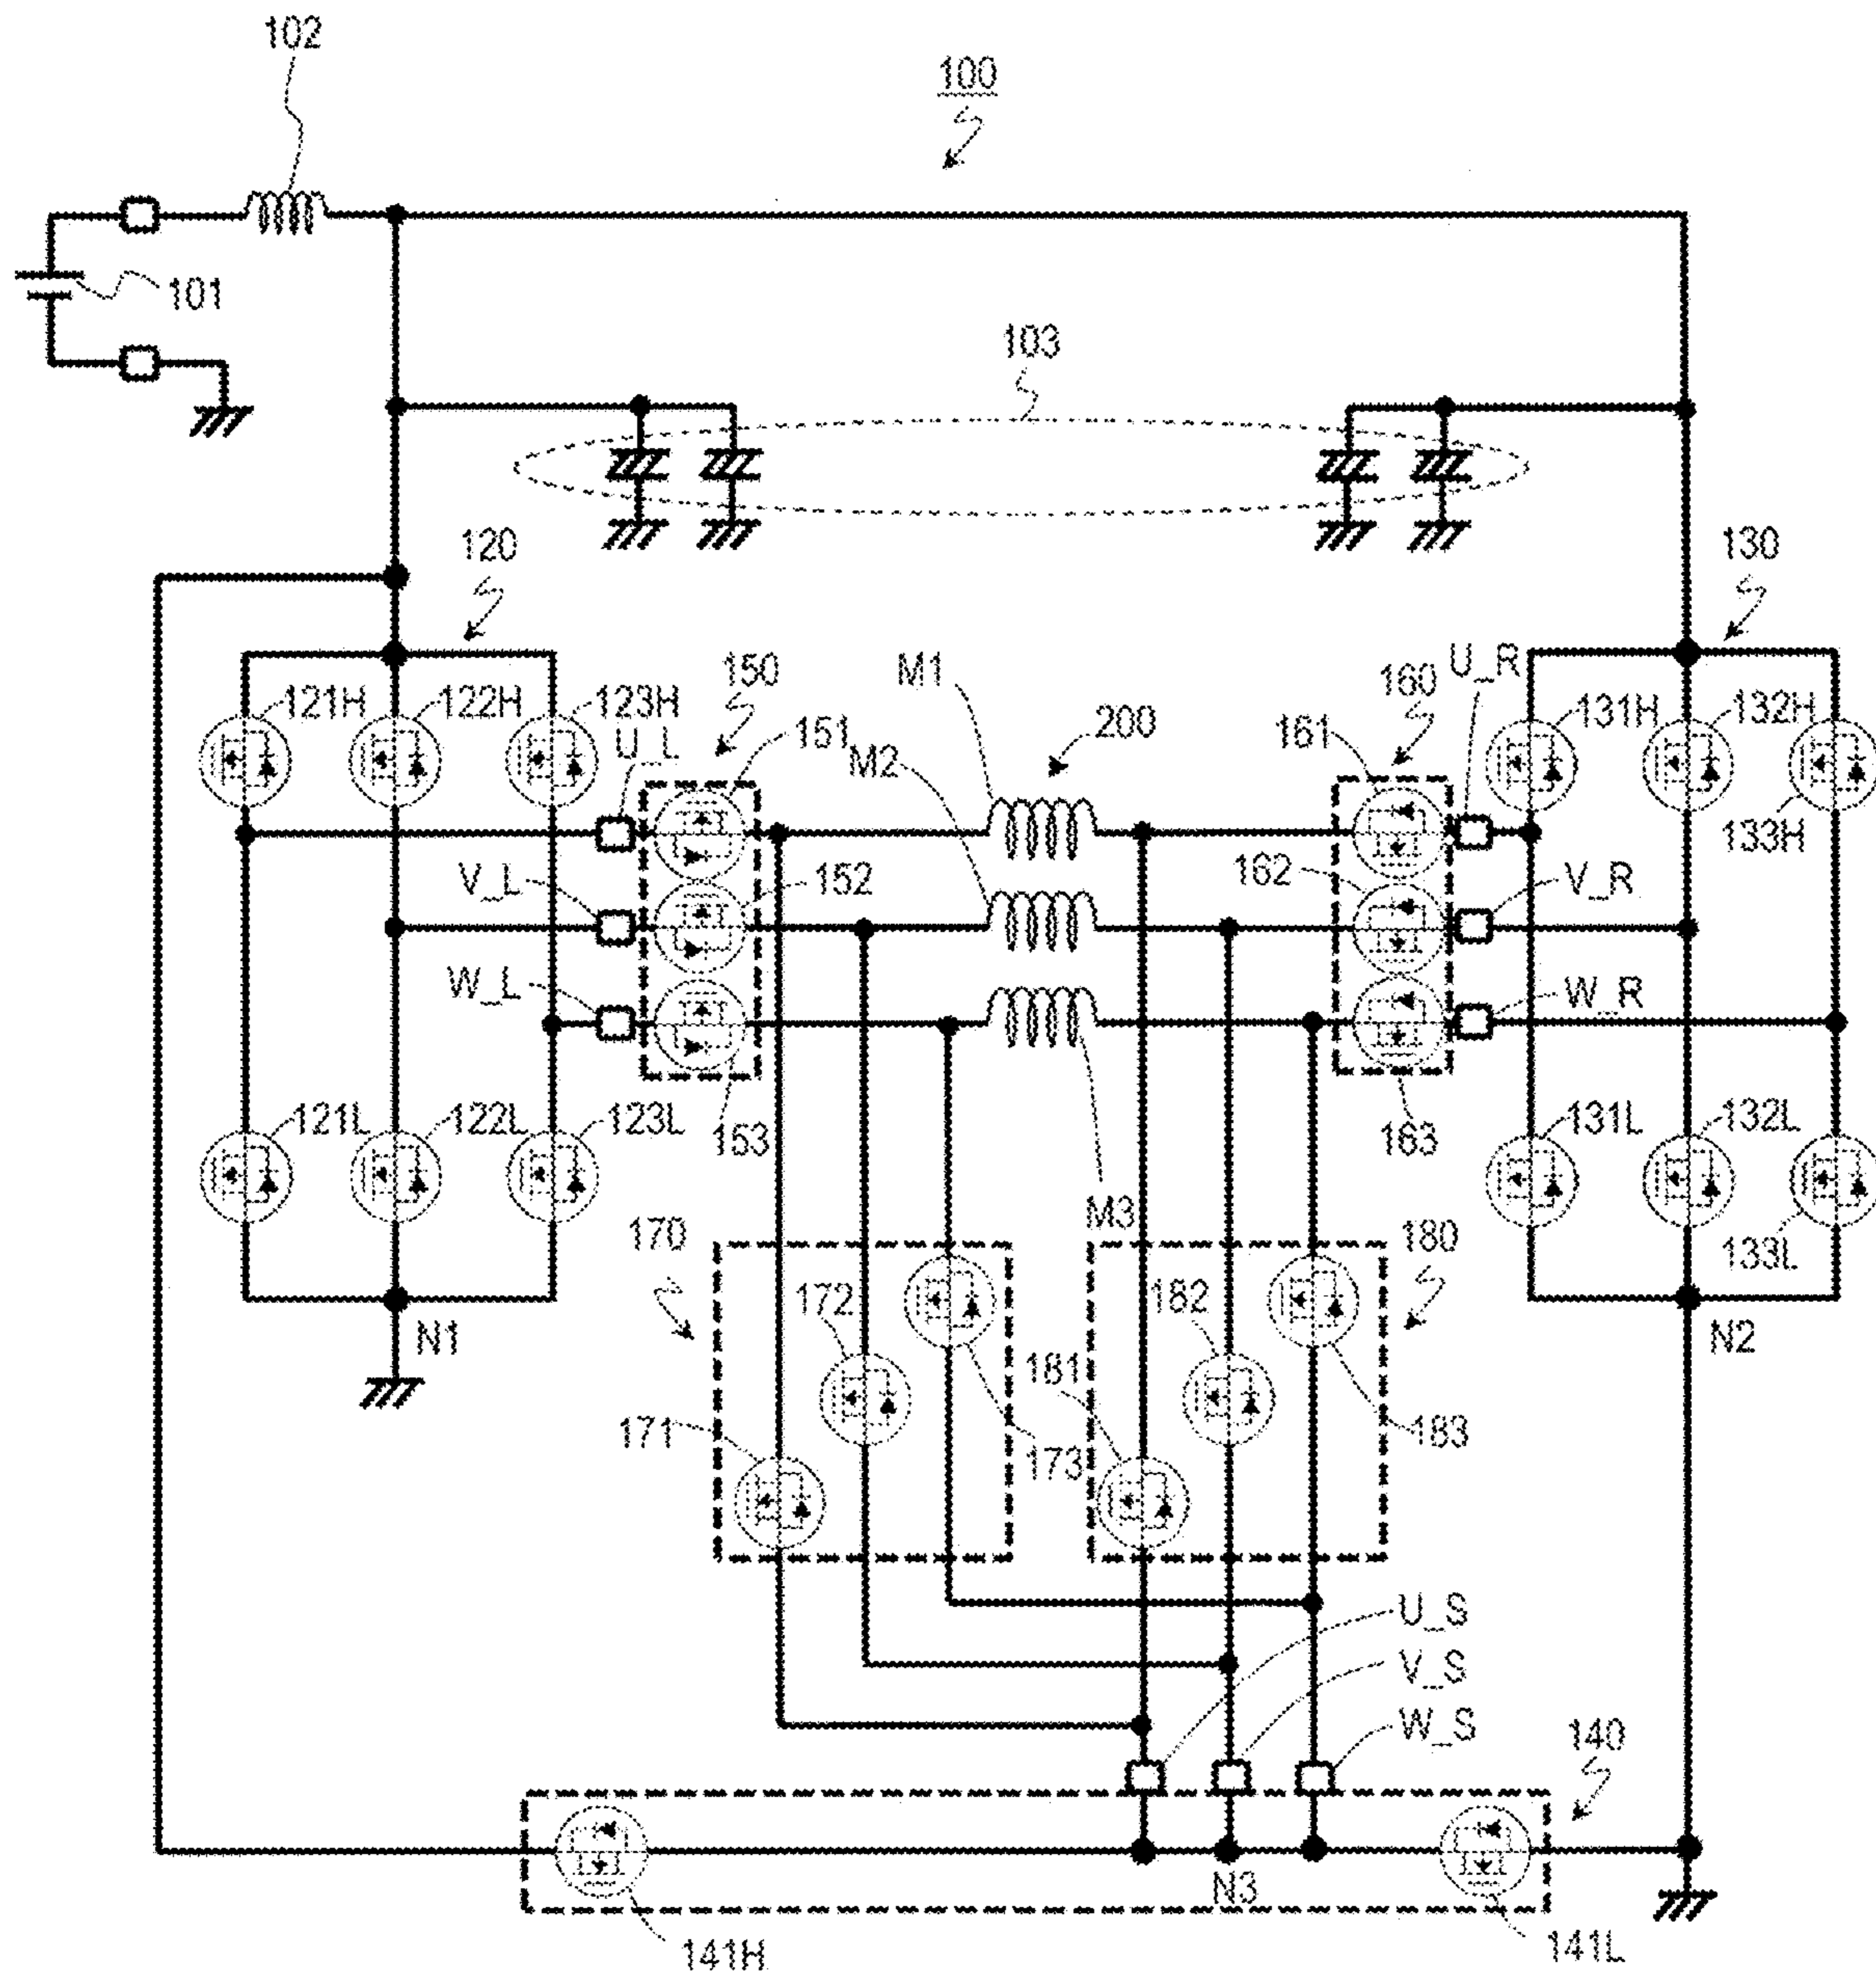 102
100
101
103
120
130
121H
122H
123H
U_L
150
151
M1
M2
200
160
161
U_R
131H
132H
133H
V_L
152
162
V_R
W_L
W_R
121L
122L
123L
153
M3
163
131L
132L
133L
170
172
182
180
N1
N2
171
173
181
183
U_S
V_S
W_S
140
N3
141H
141L